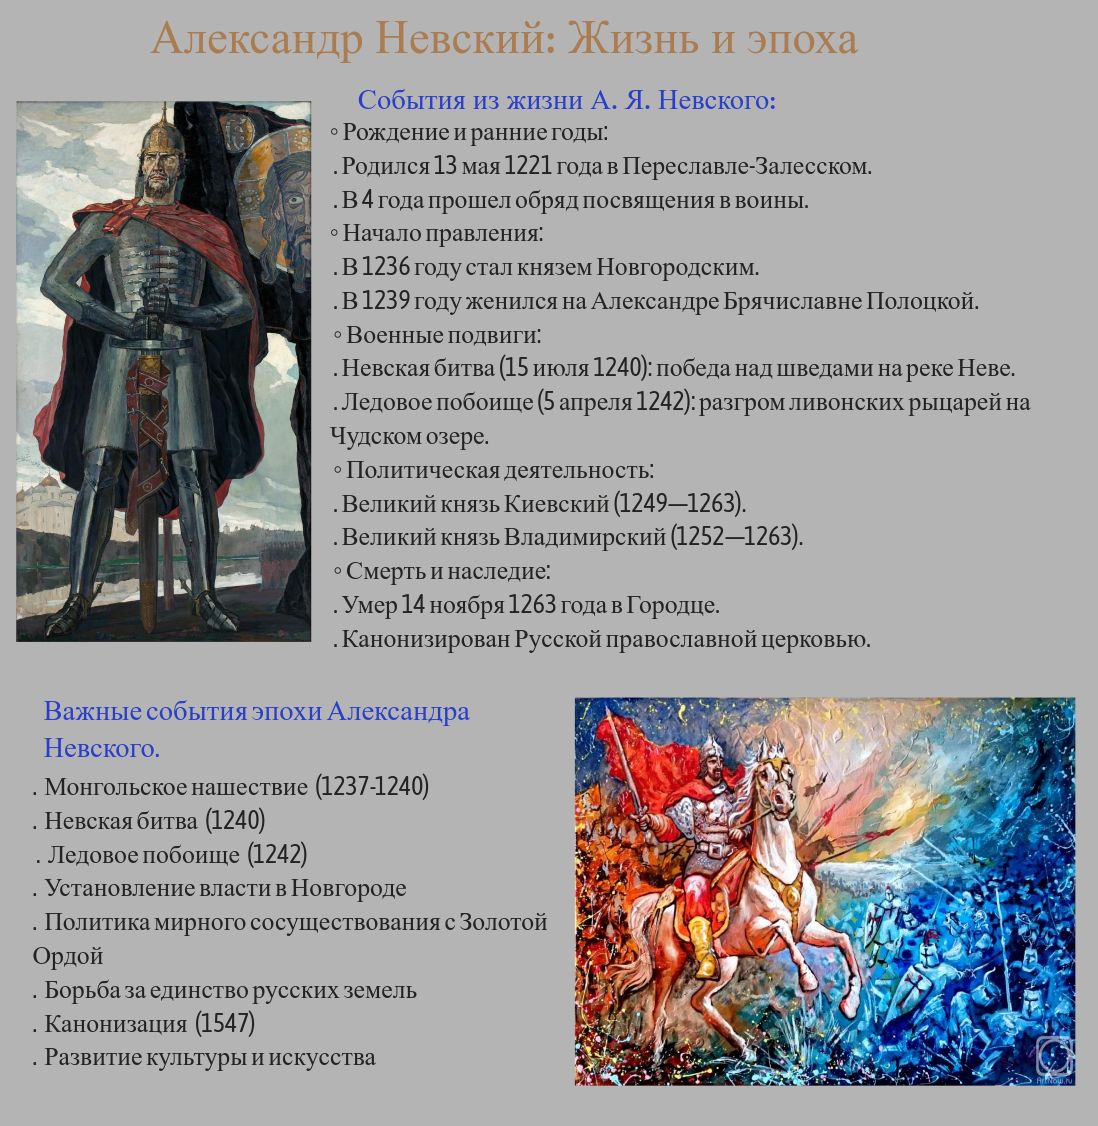 Александр Невский: Жизнь и эпоха
События из жизни А. Я. Невского:
◦ Рождение и ранние годы:
. Родился 13 мая 1221 года в Переславле-Залесском.
. В 4 года прошел обряд посвящения в воины.
◦ Начало правления:
. В 1236 году стал князем Новгородским.
. В 1239 году женился на Александре Брячиславне Полоцкой.
◦ Военные подвиги:
. Невская битва (15 июля 1240): победа над шведами на реке Неве.
. Ледовое побоище (5 апреля 1242): разгром ливонских рыцарей на
Чудском озере.
◦ Политическая деятельность:
. Великий князь Киевский (1249—1263).
. Великий князь Владимирский (1252—1263).
◦ Смерть и наследие:
. Умер 14 ноября 1263 года в Городце.
. Канонизирован Русской православной церковью.
Важные события эпохи Александра
Невского.
. Монгольское нашествие (1237-1240)
. Невская битва (1240)
. Ледовое побоище (1242)
. Установление власти в Новгороде
. Политика мирного сосуществования с Золотой
Ордой
. Борьба за единство русских земель
. Канонизация (1547)
. Развитие культуры и искусства
ArtNow.ru